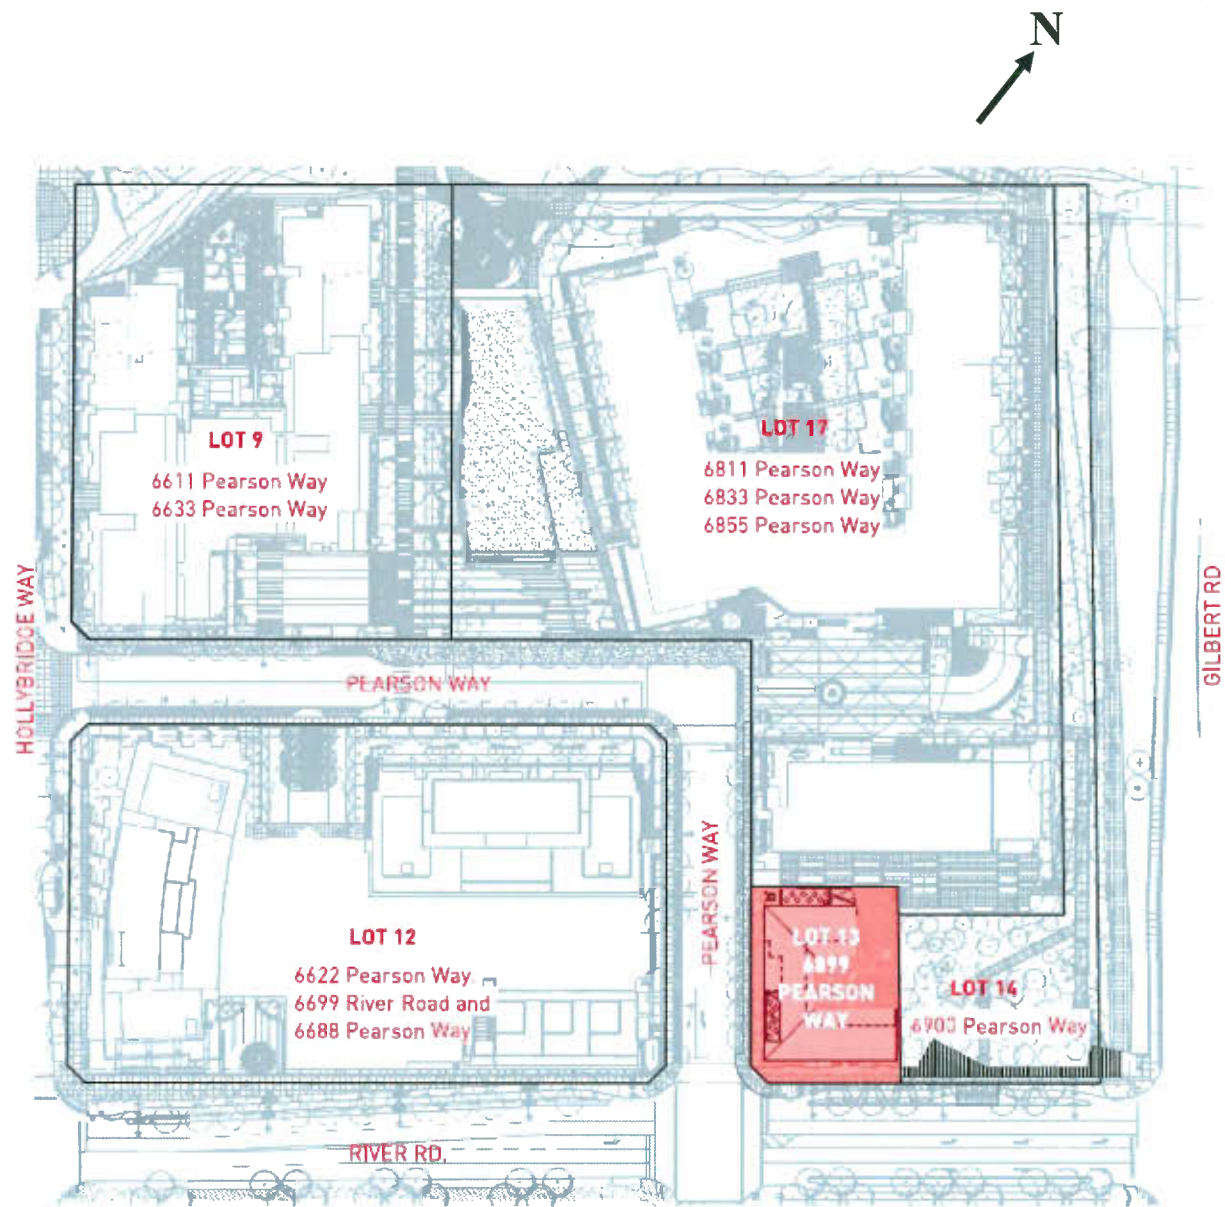 N
LOT 9
6611 Pearson Way
6633 Pearson Way
LOT 17
6811 Pearson Way
6833 Pearson Way
6855 Pearson Way
HOLLYBRIDGE WAY
GILBERT RD
PEARSON WAY
PEARSON WAY
LOT 12
6622 Pearson Way
6699 River Road and
6688 Pearson Way
LOT 13
6899
PEARSON
WAY
LOT 14
6900 Pearson Way
RIVER RD.